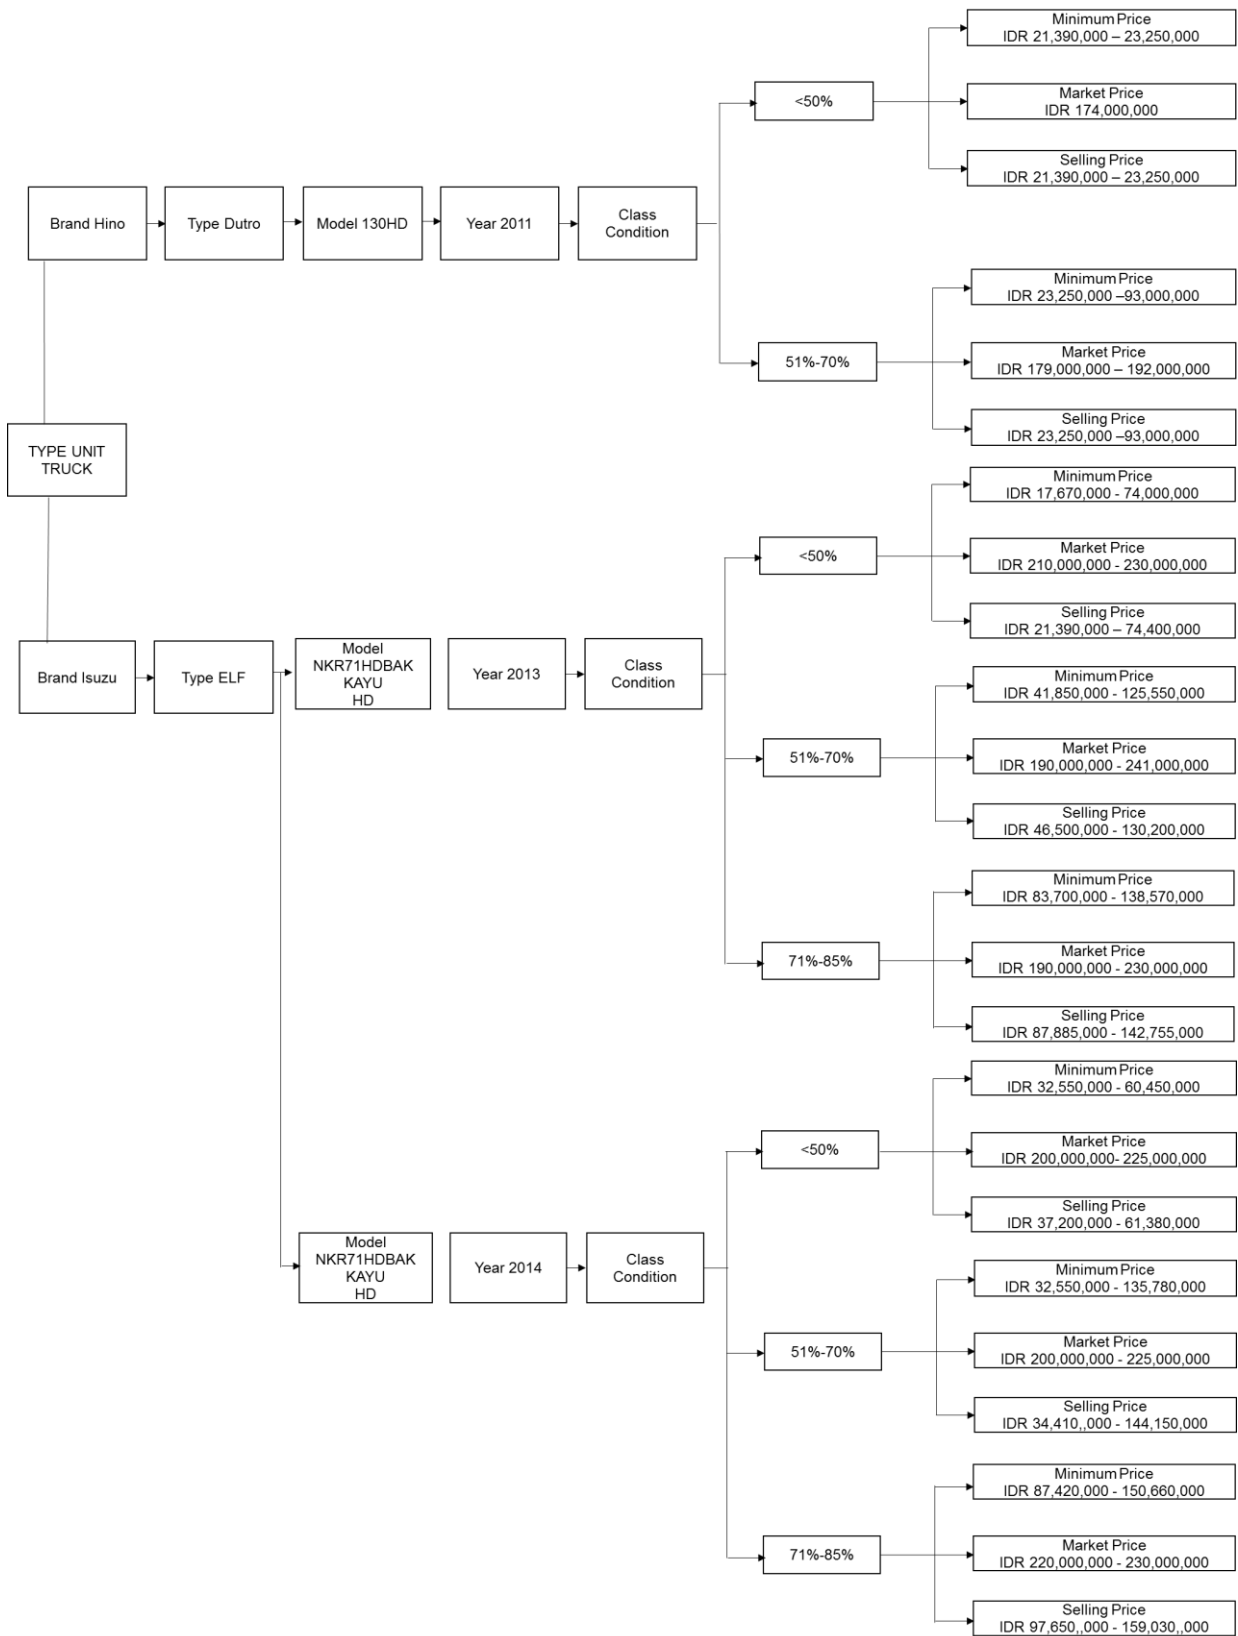 Minimum Price
IDR 21,390,000 – 23,250,000
<50%
Market Price
IDR 174,000,000
Selling Price
IDR 21,390,000 – 23,250,000
Brand Hino
Type Dutro
Model 130HD
Year 2011
Class
Condition
Minimum Price
IDR 23,250,000 –93,000,000
51%-70%
Market Price
IDR 179,000,000 – 192,000,000
Selling Price
IDR 23,250,000 –93,000,000
TYPE UNIT
TRUCK
Minimum Price
IDR 17,670,000 - 74,000,000
<50%
Market Price
IDR 210,000,000 - 230,000,000
Selling Price
IDR 21,390,000 – 74,400,000
Brand Isuzu
Type ELF
Model
NKR71HDBAK
KAYU
HD
Year 2013
Class
Condition
Minimum Price
IDR 41,850,000 - 125,550,000
51%-70%
Market Price
IDR 190,000,000 - 241,000,000
Selling Price
IDR 46,500,000 - 130,200,000
Minimum Price
IDR 83,700,000 - 138,570,000
71%-85%
Market Price
IDR 190,000,000 - 230,000,000
Selling Price
IDR 87,885,000 - 142,755,000
Minimum Price
IDR 32,550,000 - 60,450,000
<50%
Market Price
IDR 200,000,000- 225,000,000
Selling Price
IDR 37,200,000 - 61,380,000
Model
NKR71HDBAK
KAYU
HD
Year 2014
Class
Condition
Minimum Price
IDR 32,550,000 - 135,780,000
51%-70%
Market Price
IDR 200,000,000 - 225,000,000
Selling Price
IDR 34,410,,000 - 144,150,000
Minimum Price
IDR 87,420,000 - 150,660,000
71%-85%
Market Price
IDR 220,000,000 - 230,000,000
Selling Price
IDR 97,650,,000 - 159,030,,000